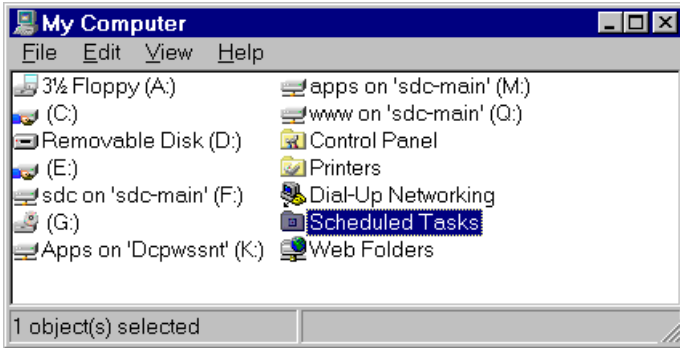 My Computer
File Edit View Help
3½ Floppy (A:)
(C:)
Removable Disk (D:)
(E:)
sdc on 'sdc-main' (F:)
(G:)
Apps on 'Dcpwssnt' (K:)
apps on 'sdc-main' (M:)
www on 'sdc-main' (Q:)
Control Panel
Printers
Dial-Up Networking
Scheduled Tasks
Web Folders
1 object(s) selected